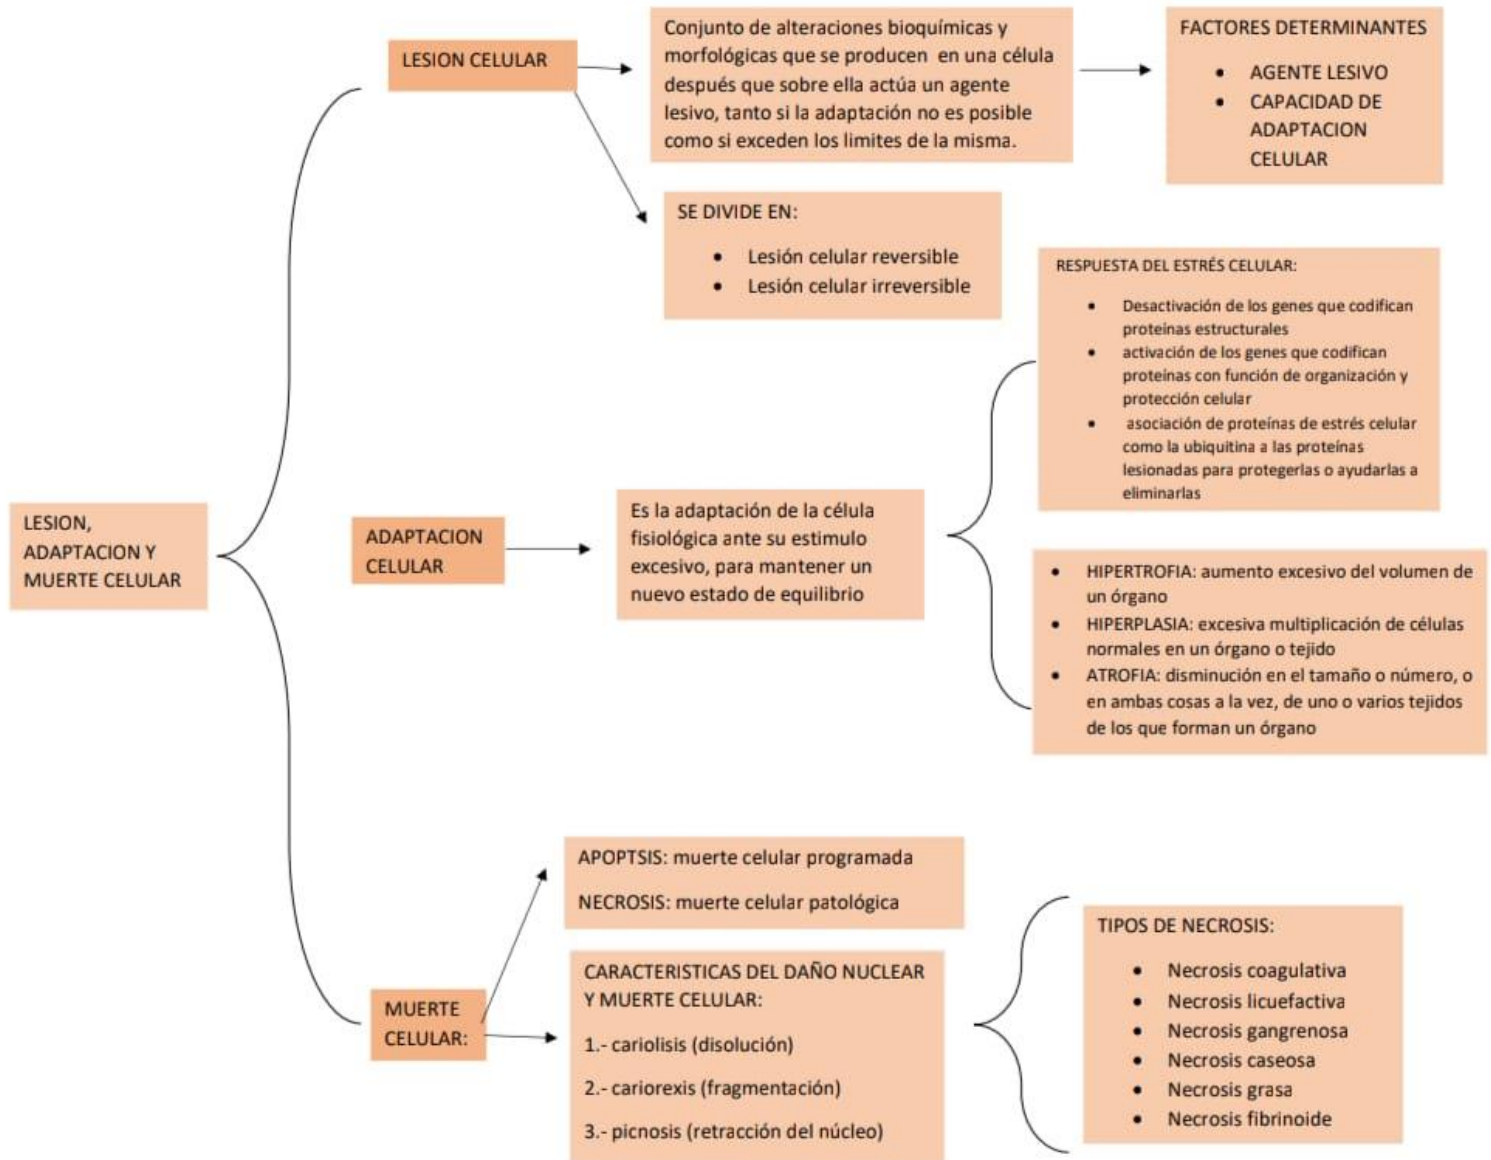 LESION,
ADAPTACION Y
MUERTE CELULAR
LESION CELULAR
Conjunto de alteraciones bioquímicas y
morfológicas que se producen en una célula
después que sobre ella actúa un agente
lesivo, tanto si la adaptación no es posible
como si exceden los limites de la misma.
FACTORES DETERMINANTES
• AGENTE LESIVO
• CAPACIDAD DE
ADAPTACION
CELULAR
SE DIVIDE EN:
• Lesión celular reversible
• Lesión celular irreversible
ADAPTACION
CELULAR
Es la adaptación de la célula
fisiológica ante su estimulo
excesivo, para mantener un
nuevo estado de equilibrio
RESPUESTA DEL ESTRÉS CELULAR:
• Desactivación de los genes que codifican
proteínas estructurales
• activación de los genes que codifican
proteínas con función de organización y
protección celular
• asociación de proteínas de estrés celular
como la ubiquitina a las proteínas
lesionadas para protegerlas o ayudarlas a
eliminarlas
• HIPERTROFIA: aumento excesivo del volumen de
un órgano
• HIPERPLASIA: excesiva multiplicación de células
normales en un órgano o tejido
• ATROFIA: disminución en el tamaño o número, o
en ambas cosas a la vez, de uno o varios tejidos
de los que forman un órgano
MUERTE
CELULAR:
APOPTSIS: muerte celular programada
NECROSIS: muerte celular patológica
CARACTERISTICAS DEL DAÑO NUCLEAR
Y MUERTE CELULAR:
1.- cariolisis (disolución)
2.- cariorexis (fragmentación)
3.- picnosis (retracción del núcleo)
TIPOS DE NECROSIS:
• Necrosis coagulativa
• Necrosis licuefactiva
• Necrosis gangrenosa
• Necrosis caseosa
• Necrosis grasa
• Necrosis fibrinoide